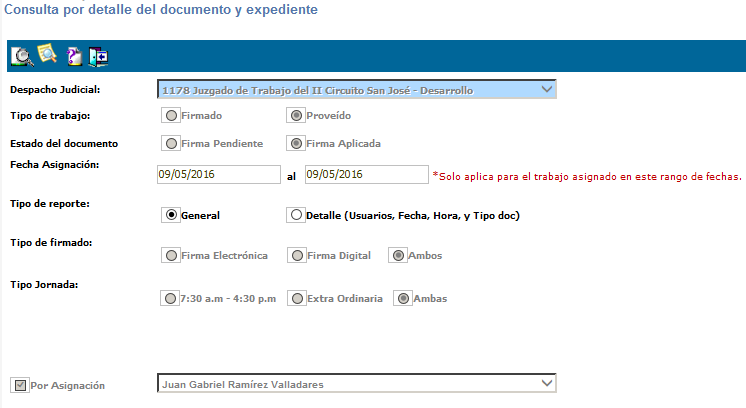 Consulta por detalle del documento y expediente
Despacho Judicial: 1178 Juzgado de Trabajo del II Circuito San José - Desarrollo
Tipo de trabajo: Firmado Proveído
Estado del documento Firma Pendiente Firma Aplicada
Fecha Asignación: 09/05/2016 al 09/05/2016 *Solo aplica para el trabajo asignado en este rango de fechas.
Tipo de reporte: General Detalle (Usuarios, Fecha, Hora, y Tipo doc)
Tipo de firmado: Firma Electrónica Firma Digital Ambos
Tipo Jornada: 7:30 a.m - 4:30 p.m Extra Ordinaria Ambas
Por Asignación Juan Gabriel Ramírez Valladares